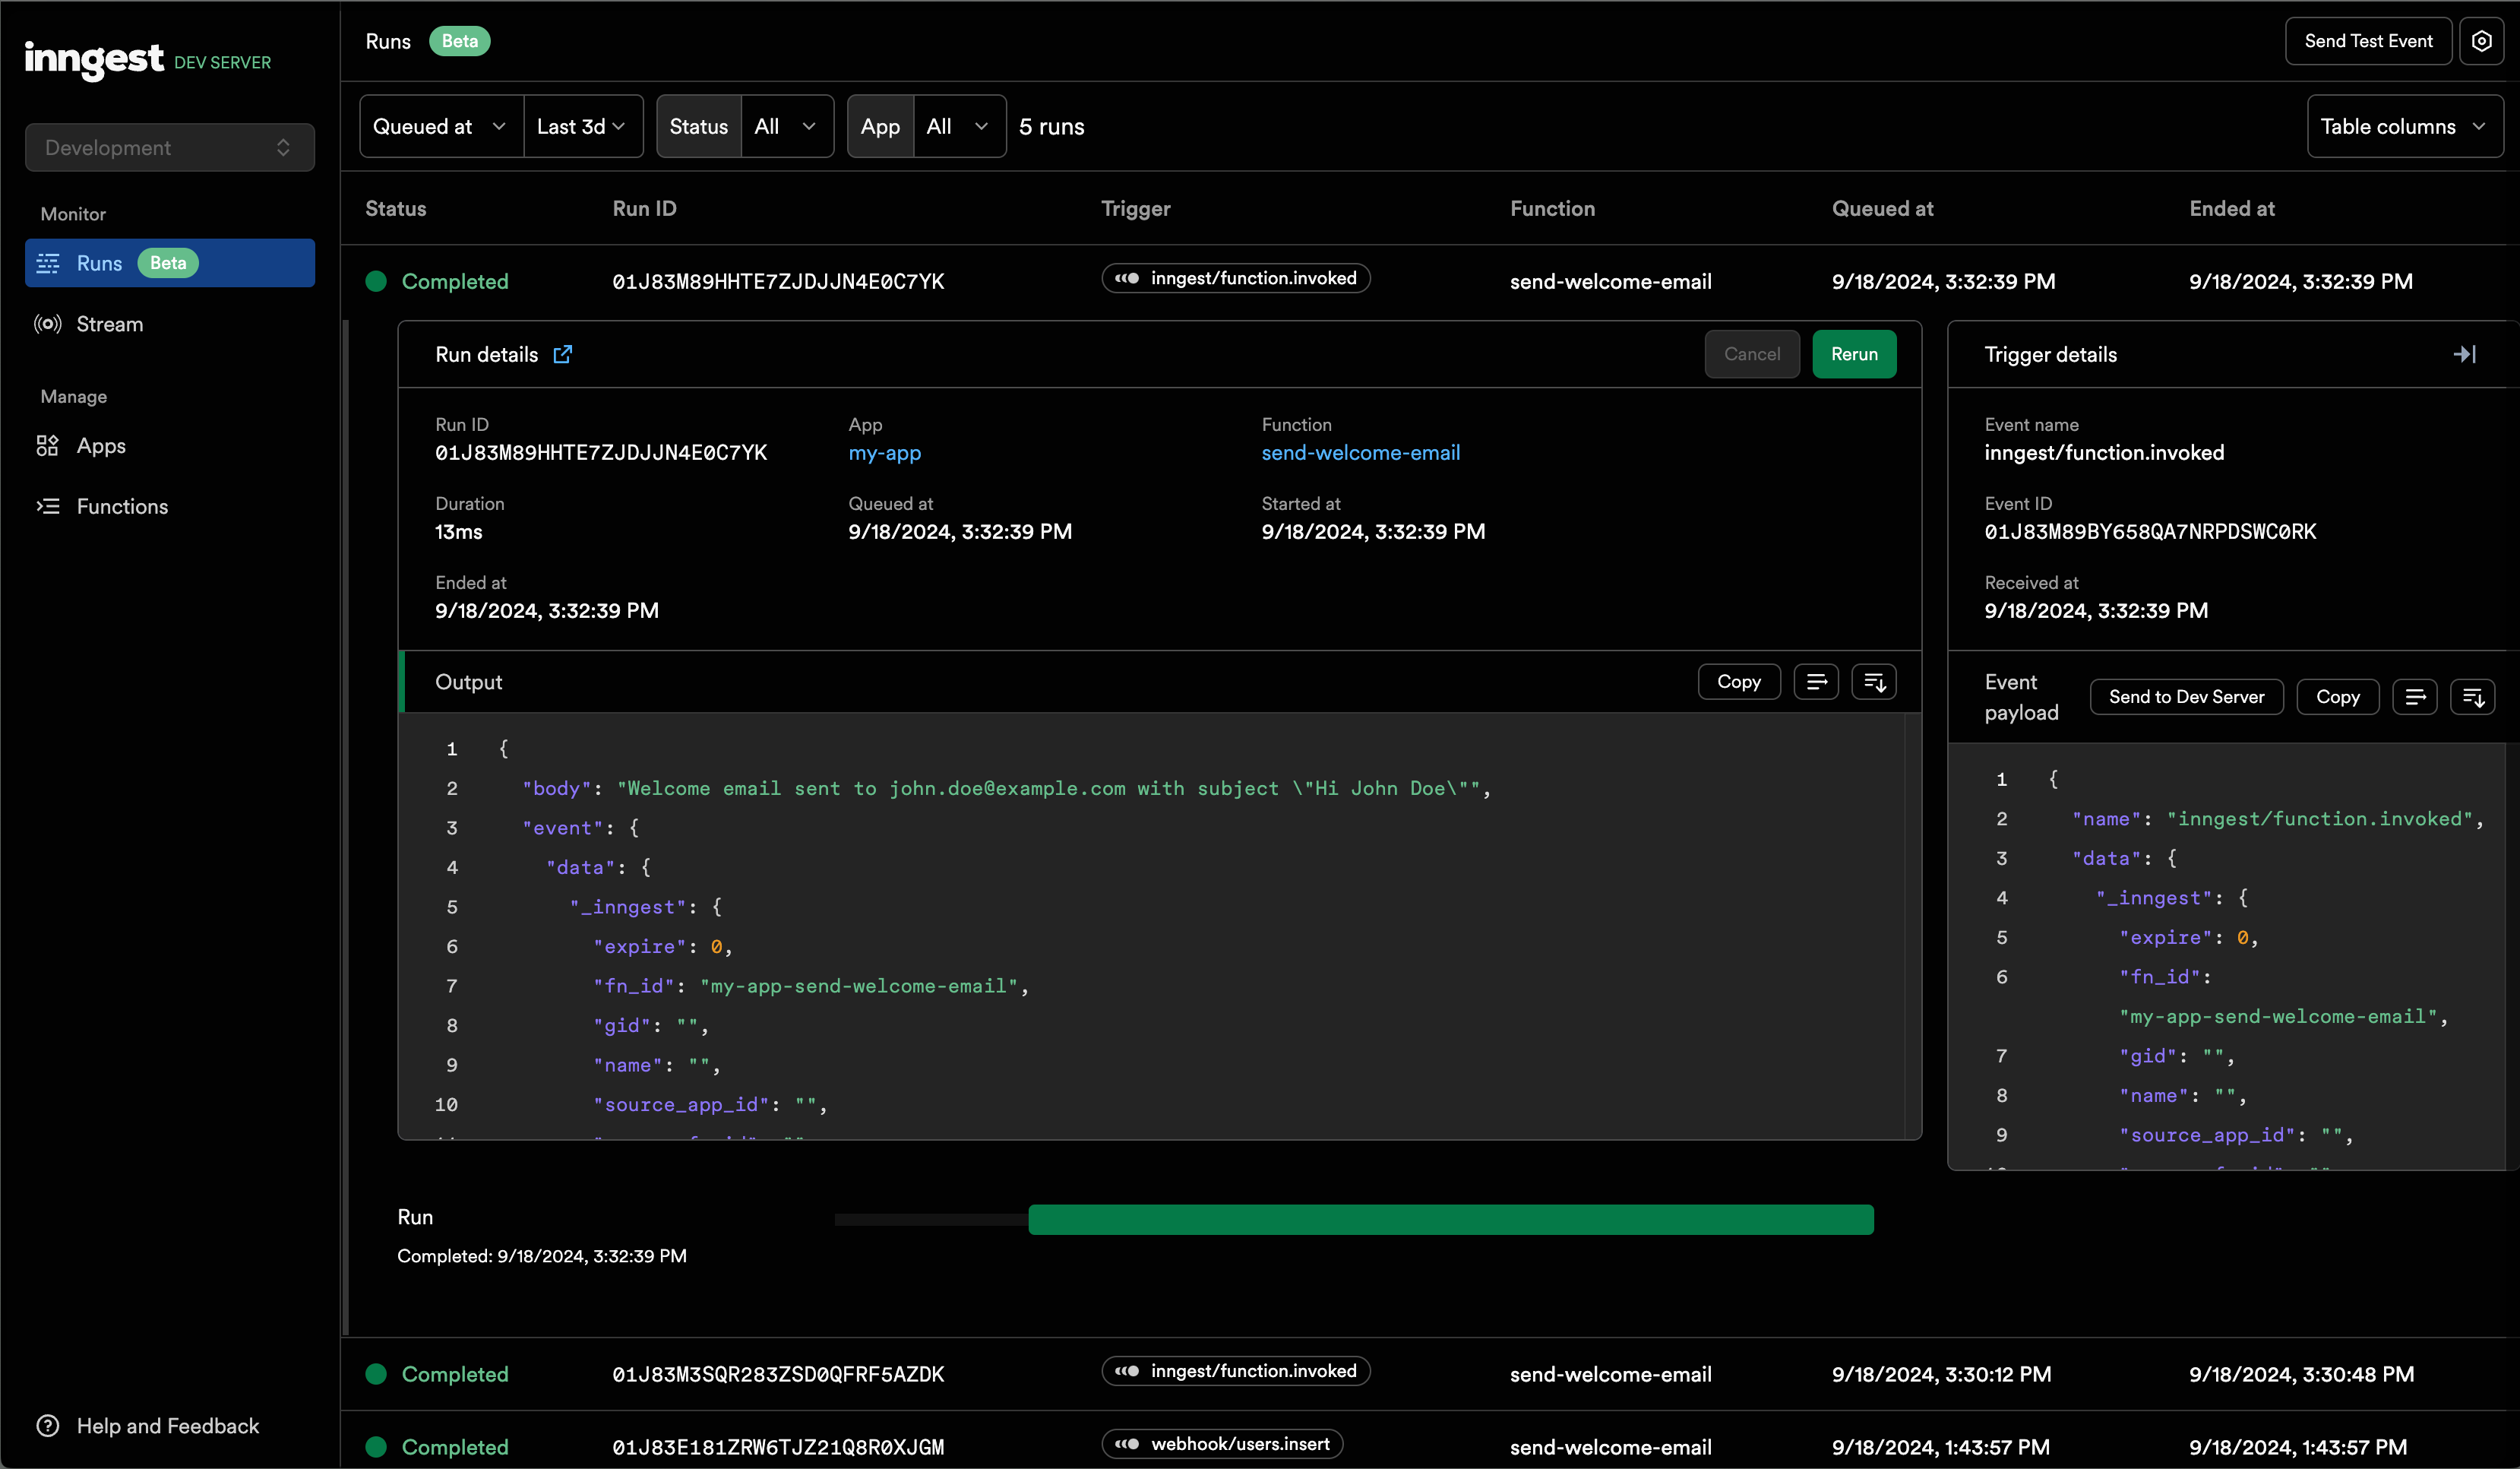 inngest DEV SERVER
Development
Monitor
Runs Beta
Stream
Manage
Apps
Functions
Help and Feedback
Runs Beta
Send Test Event
Queued at Last 3d Status All App All 5 runs
Table columns
Status Run ID Trigger Function Queued at Ended at
Completed 01J83M89HHTE7ZJDJJN4E0C7YK inngest/function.invoked send-welcome-email 9/18/2024, 3:32:39 PM 9/18/2024, 3:32:39 PM
Run details
Cancel Rerun
Run ID App Function
01J83M89HHTE7ZJDJJN4E0C7YK my-app send-welcome-email
Duration Queued at Started at
13ms 9/18/2024, 3:32:39 PM 9/18/2024, 3:32:39 PM
Ended at
9/18/2024, 3:32:39 PM
Output Copy
1 {
2 "body": "Welcome email sent to john.doe@example.com with subject \"Hi John Doe\"",
3 "event": {
4 "data": {
5 "_inngest": {
6 "expire": 0,
7 "fn_id": "my-app-send-welcome-email",
8 "gid": "",
9 "name": "",
10 "source_app_id": "",
Trigger details
Event name
inngest/function.invoked
Event ID
01J83M89BY658QA7NRPDSWC0RK
Received at
9/18/2024, 3:32:39 PM
Event
payload
Send to Dev Server Copy
1 {
2 "name": "inngest/function.invoked",
3 "data": {
4 "_inngest": {
5 "expire": 0,
6 "fn_id":
"my-app-send-welcome-email",
7 "gid": "",
8 "name": "",
9 "source_app_id": "",
Run
Completed: 9/18/2024, 3:32:39 PM
Completed 01J83M3SQR283ZSD0QFRF5AZDK inngest/function.invoked send-welcome-email 9/18/2024, 3:30:12 PM 9/18/2024, 3:30:48 PM
Completed 01J83E181ZRW6TJZ21Q8R0XJGM webhook/users.insert send-welcome-email 9/18/2024, 1:43:57 PM 9/18/2024, 1:43:57 PM